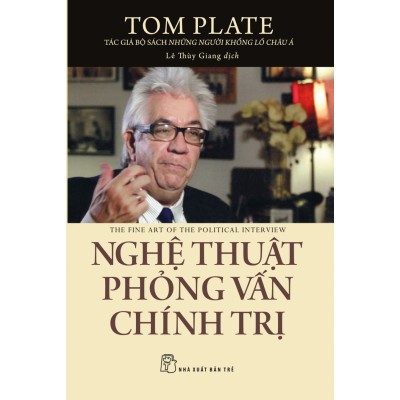 TOM PLATE
TÁC GIẢ BỘ SÁCH NHỮNG NGƯỜI KHỔNG LỒ CHÂU Á
Lê Thùy Giang dịch
THE FINE ART OF THE POLITICAL INTERVIEW
NGHỆ THUẬT
PHỎNG VẤN
CHÍNH TRỊ
NHÀ XUẤT BẢN TRẺ